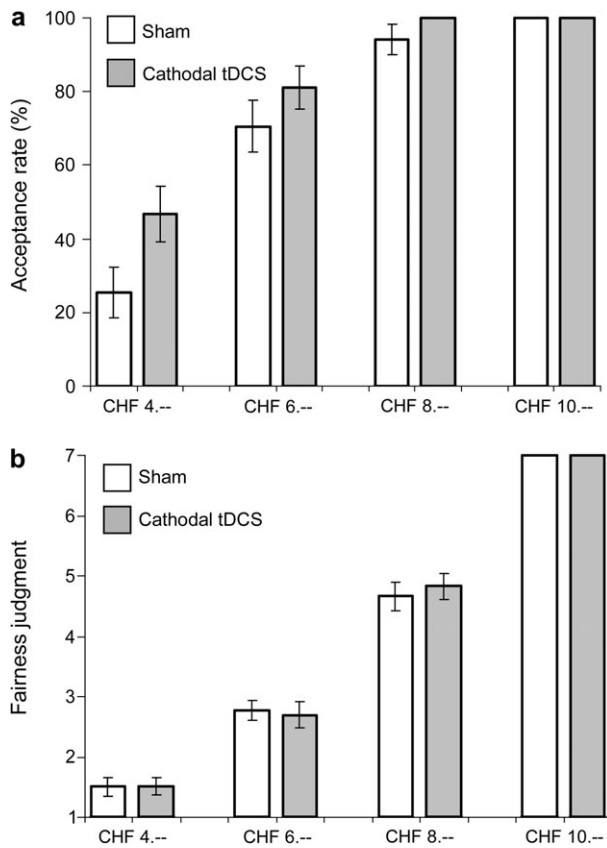 a
Sham
Cathodal tDCS
Acceptance rate (%)
100
80
60
40
20
0
CHF 4.--
CHF 6.--
CHF 8.--
CHF 10.--
b
Sham
Cathodal tDCS
Fairness judgment
7
6
5
4
3
2
1
CHF 4.--
CHF 6.--
CHF 8.--
CHF 10.--